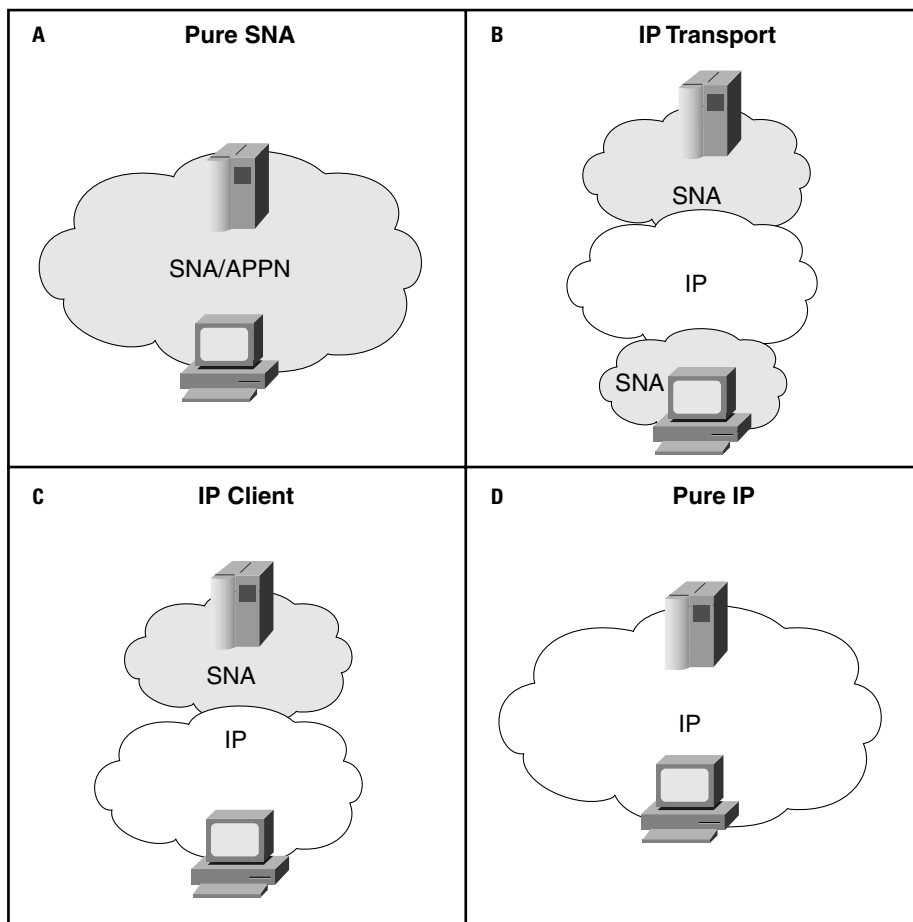 A
Pure SNA
SNA/APPN
B
IP Transport
SNA
IP
SNA
C
IP Client
SNA
IP
D
Pure IP
IP